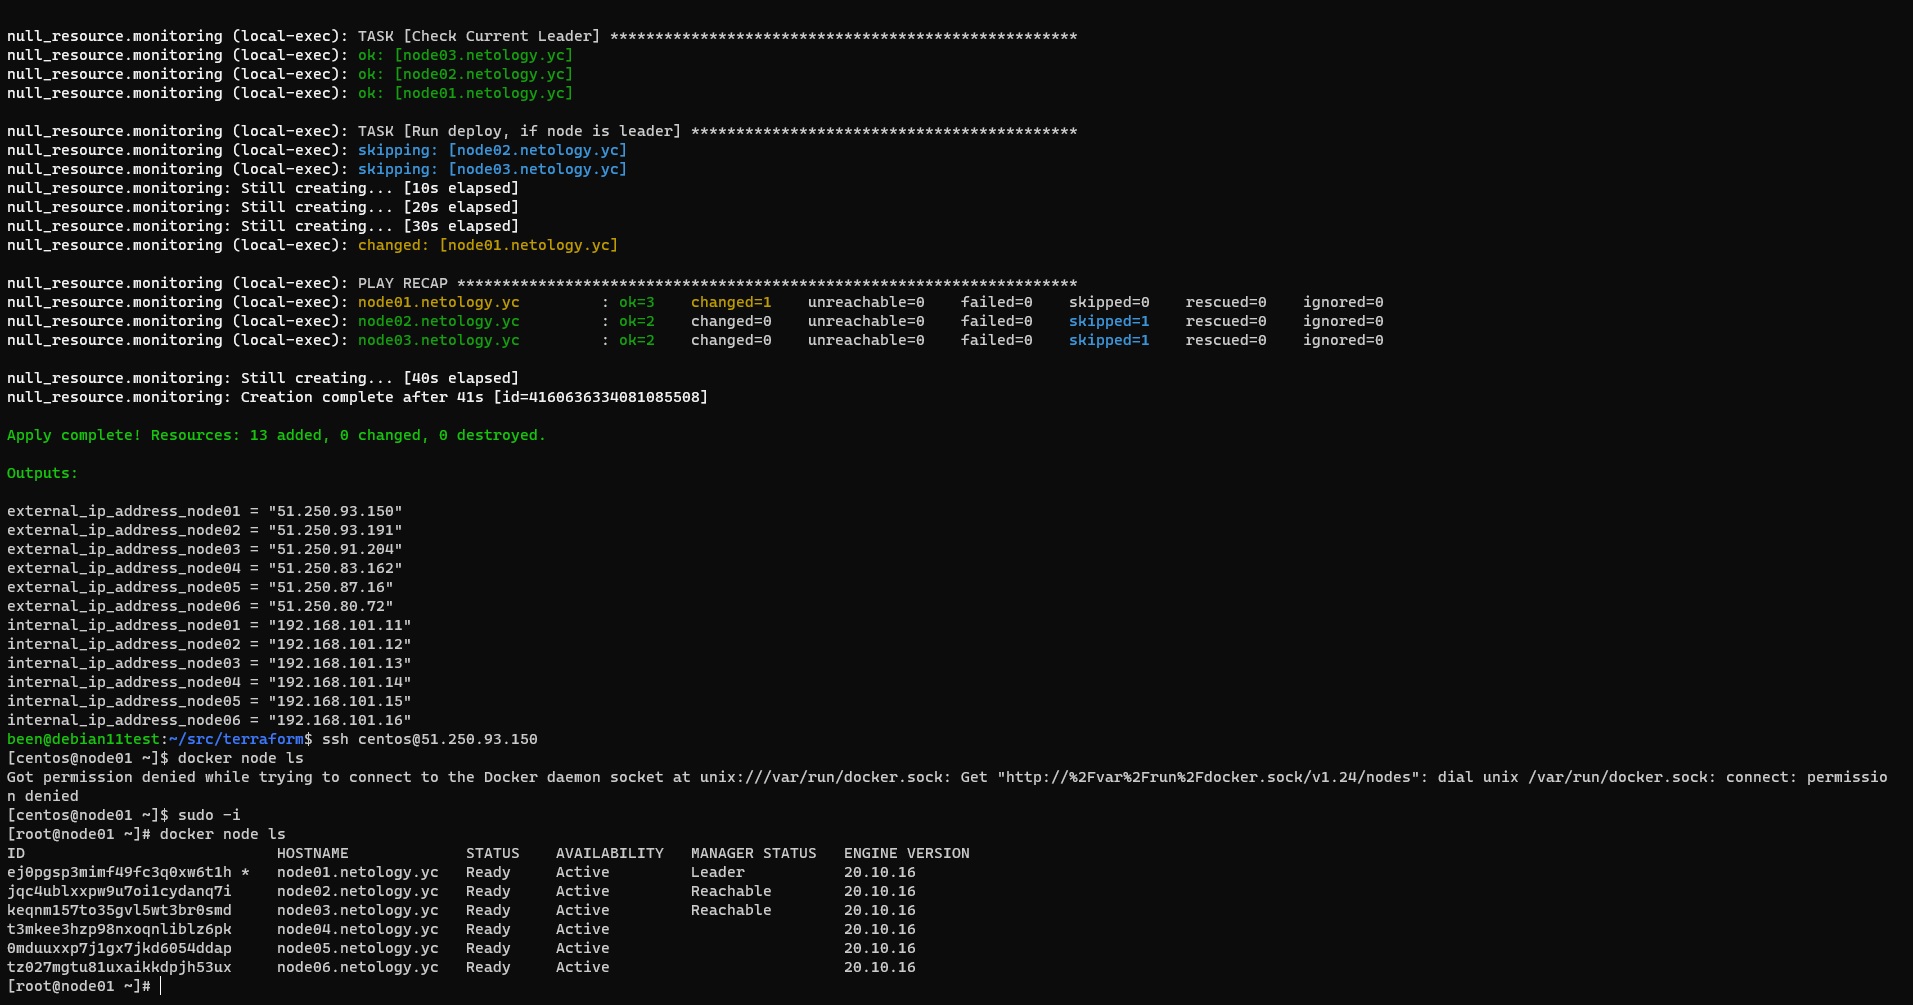 null_resource.monitoring (local-exec): TASK [Check Current Leader] ****************************************************
null_resource.monitoring (local-exec): ok: [node03.netology.yc]
null_resource.monitoring (local-exec): ok: [node02.netology.yc]
null_resource.monitoring (local-exec): ok: [node01.netology.yc]
null_resource.monitoring (local-exec): TASK [Run deploy, if node is leader] *******************************************
null_resource.monitoring (local-exec): skipping: [node02.netology.yc]
null_resource.monitoring (local-exec): skipping: [node03.netology.yc]
null_resource.monitoring: Still creating... [10s elapsed]
null_resource.monitoring: Still creating... [20s elapsed]
null_resource.monitoring: Still creating... [30s elapsed]
null_resource.monitoring (local-exec): changed: [node01.netology.yc]
null_resource.monitoring (local-exec): PLAY RECAP *********************************************************************
null_resource.monitoring (local-exec): node01.netology.yc         : ok=3    changed=1    unreachable=0    failed=0    skipped=0    rescued=0    ignored=0
null_resource.monitoring (local-exec): node02.netology.yc         : ok=2    changed=0    unreachable=0    failed=0    skipped=1    rescued=0    ignored=0
null_resource.monitoring (local-exec): node03.netology.yc         : ok=2    changed=0    unreachable=0    failed=0    skipped=1    rescued=0    ignored=0
null_resource.monitoring: Still creating... [40s elapsed]
null_resource.monitoring: Creation complete after 41s [id=4160636334081085508]
Apply complete! Resources: 13 added, 0 changed, 0 destroyed.
Outputs:
external_ip_address_node01 = "51.250.93.150"
external_ip_address_node02 = "51.250.93.191"
external_ip_address_node03 = "51.250.91.204"
external_ip_address_node04 = "51.250.83.162"
external_ip_address_node05 = "51.250.87.16"
external_ip_address_node06 = "51.250.80.72"
internal_ip_address_node01 = "192.168.101.11"
internal_ip_address_node02 = "192.168.101.12"
internal_ip_address_node03 = "192.168.101.13"
internal_ip_address_node04 = "192.168.101.14"
internal_ip_address_node05 = "192.168.101.15"
internal_ip_address_node06 = "192.168.101.16"
been@debian11test:~/src/terraform$ ssh centos@51.250.93.150
[centos@node01 ~]$ docker node ls
Got permission denied while trying to connect to the Docker daemon socket at unix:///var/run/docker.sock: Get "http://%2Fvar%2Frun%2Fdocker.sock/v1.24/nodes": dial unix /var/run/docker.sock: connect: permissio
n denied
[centos@node01 ~]$ sudo -i
[root@node01 ~]# docker node ls
ID                            HOSTNAME             STATUS    AVAILABILITY   MANAGER STATUS   ENGINE VERSION
ej0pgsp3mimf49fc3q0xw6t1h *   node01.netology.yc   Ready     Active         Leader           20.10.16
jqc4ublxxpw9u7oi1cydanq7i     node02.netology.yc   Ready     Active         Reachable        20.10.16
keqnm157to35gvl5wt3br0smd     node03.netology.yc   Ready     Active         Reachable        20.10.16
t3mkee3hzp98nxoqnliblz6pk     node04.netology.yc   Ready     Active                          20.10.16
0mduuxxp7j1gx7jkd6054ddap     node05.netology.yc   Ready     Active                          20.10.16
tz027mgtu81uxaikkdpjh53ux     node06.netology.yc   Ready     Active                          20.10.16
[root@node01 ~]#